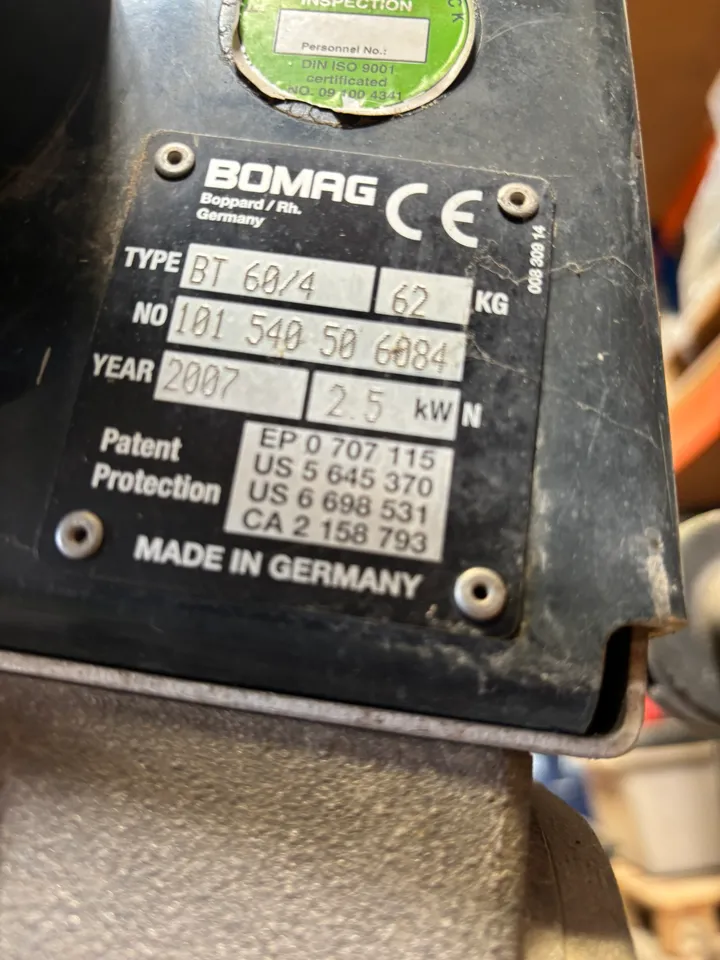 INSPECTION
CK
Personnel No.:
DIN ISO 9001
certificated
NO. 09 100 4341
BOMAG CE
Boppard / Rh.
Germany
008 309 14
TYPE BT 60/4 62 KG
NO 101 540 50 6084
YEAR 2007 2.5 kW N
Patent Protection
EP 0 707 115
US 5 645 370
US 6 698 531
CA 2 158 793
MADE IN GERMANY